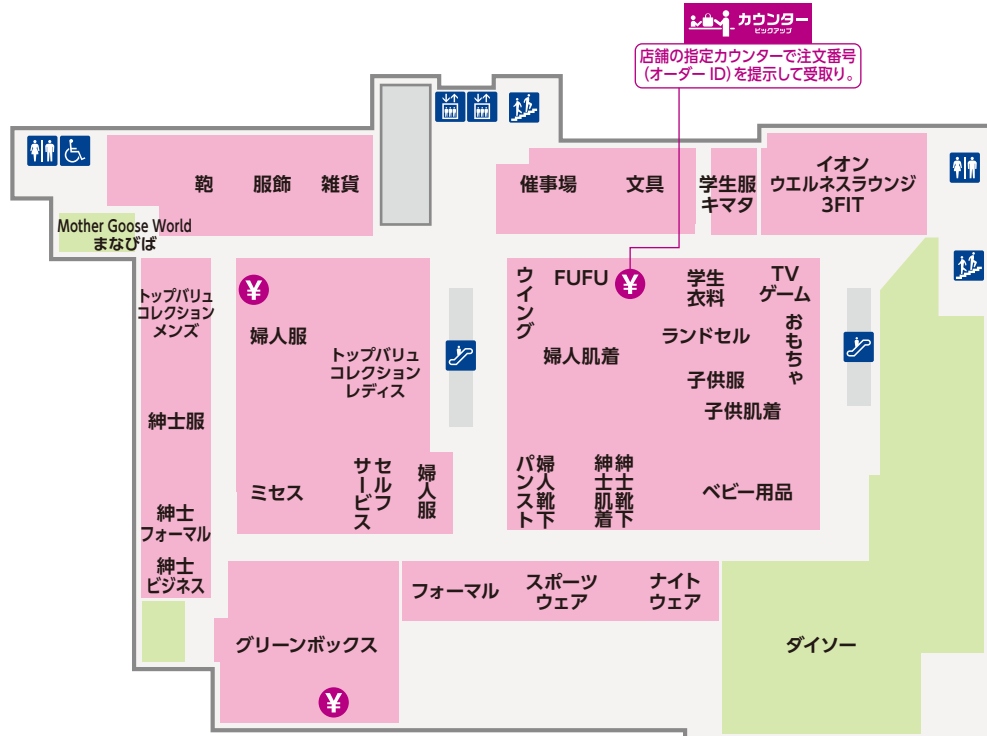 カウンター
ピックアップ
店舗の指定カウンターで注文番号
(オーダーID)を提示して受取り。
鞄
服飾
雑貨
催事場
文具
学生服
キマタ
イオン
ウエルネスラウンジ
3FIT
Mother Goose World
まなびば
トップバリュ
コレクション
メンズ
¥
婦人服
トップバリュ
コレクション
レディス
ウイング
FUFU
¥
学生
衣料
TV
ゲーム
ランドセル
おもちゃ
婦人肌着
子供服
子供肌着
紳士服
ミセス
セルフ
サービス
婦人服
婦人靴下
パンスト
紳士靴下
紳士肌着
ベビー用品
紳士
フォーマル
紳士
ビジネス
フォーマル
スポーツ
ウェア
ナイト
ウェア
グリーンボックス
¥
ダイソー